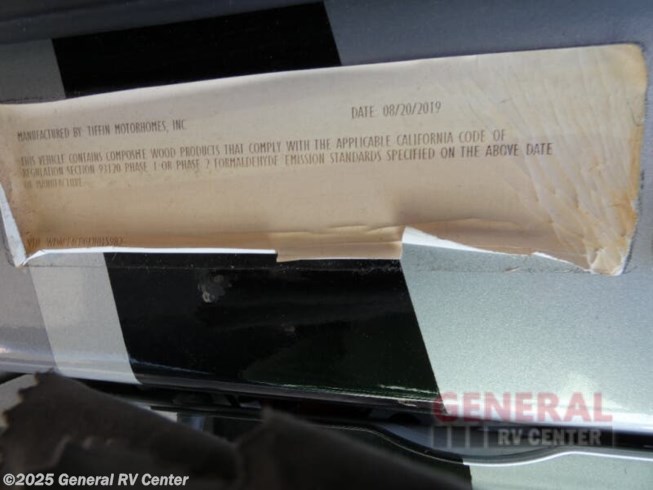 MANUFACTURED BY: TIFFIN MOTORHOMES, INC DATE: 08/20/2019
THIS VEHICLE CONTAINS COMPOSITE WOOD PRODUCTS THAT COMPLY WITH THE APPLICABLE CALIFORNIA CODE OF
REGULATION SECTION 93120 PHASE 1 OR PHASE 2 FORMALDEHYDE EMISSION STANDARDS SPECIFIED ON THE ABOVE DATE
OF MANUFACTURE
GENERAL
RV CENTER
©2025 General RV Center